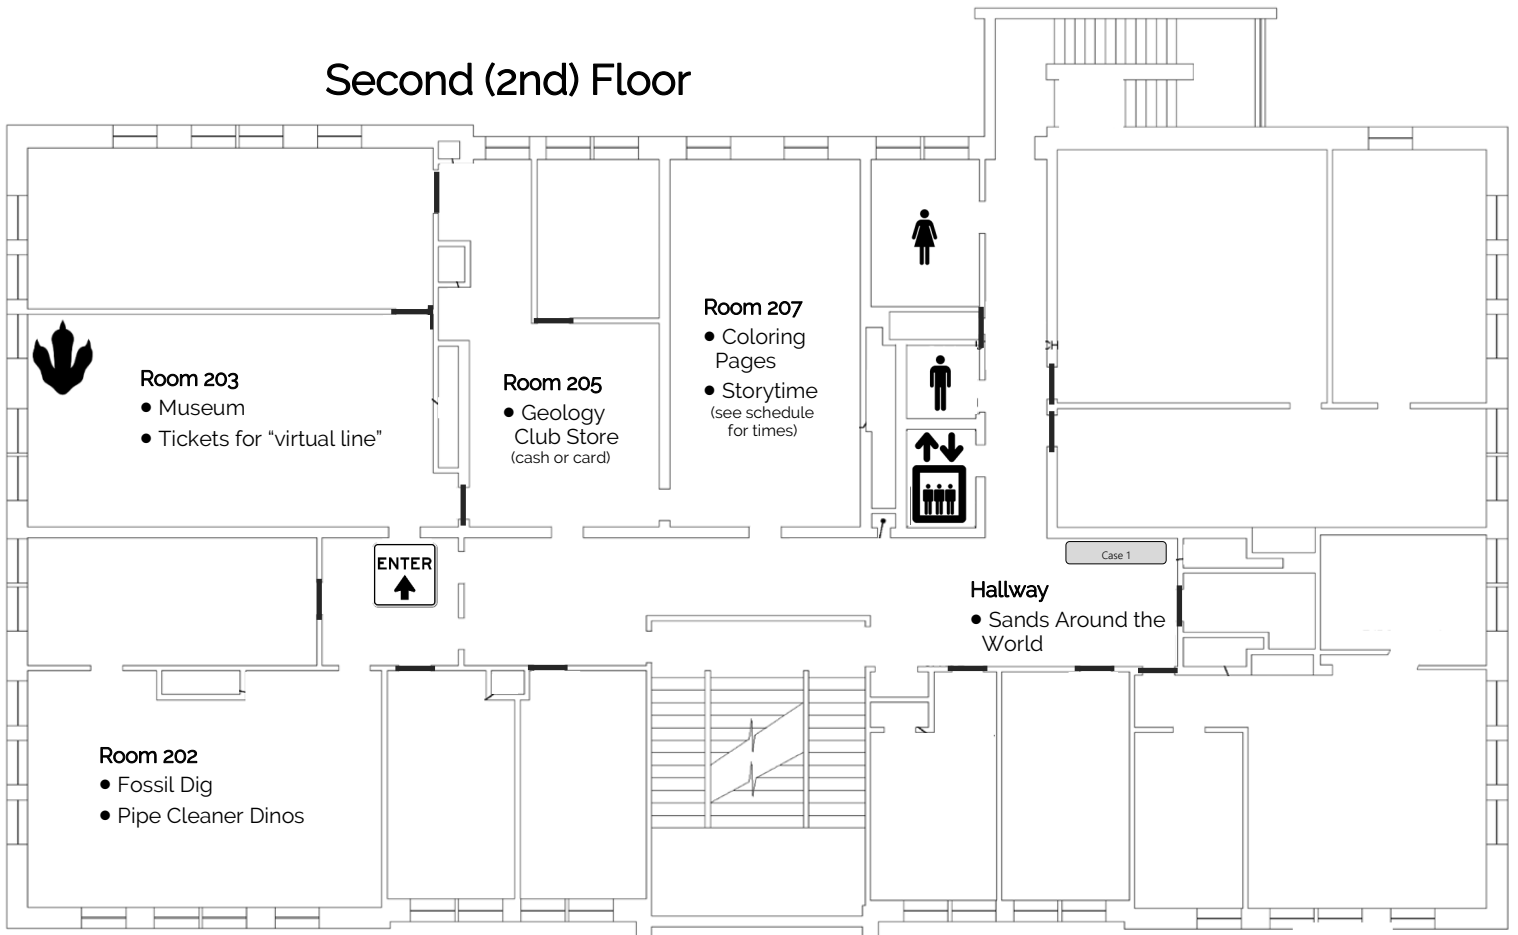 Second (2nd) Floor
Room 203
• Museum
• Tickets for “virtual line”
Room 205
• Geology
Club Store
(cash or card)
Room 207
• Coloring
Pages
• Storytime
(see schedule
for times)
ENTER
Case 1
Hallway
• Sands Around the
World
Room 202
• Fossil Dig
• Pipe Cleaner Dinos